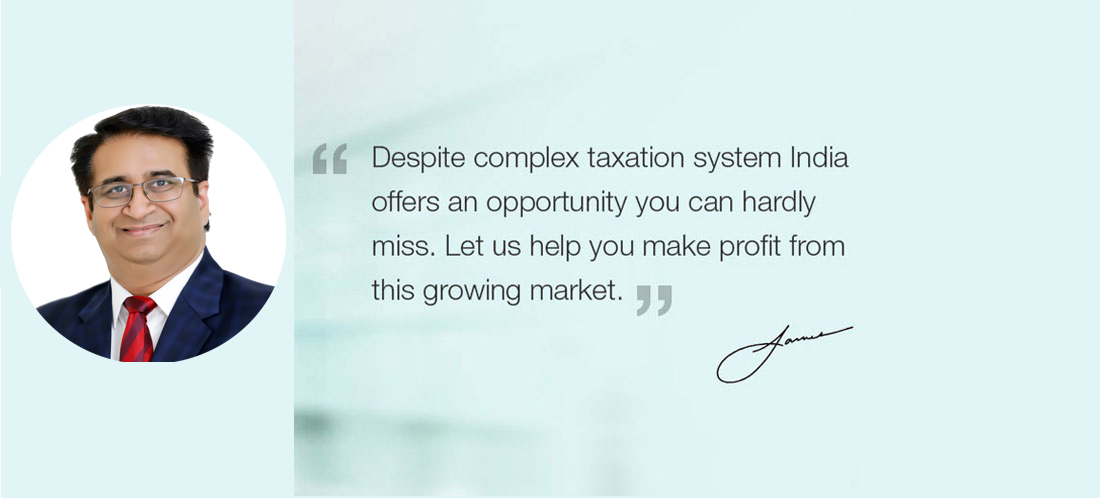 “ Despite complex taxation system India
offers an opportunity you can hardly
miss. Let us help you make profit from
this growing market. ”